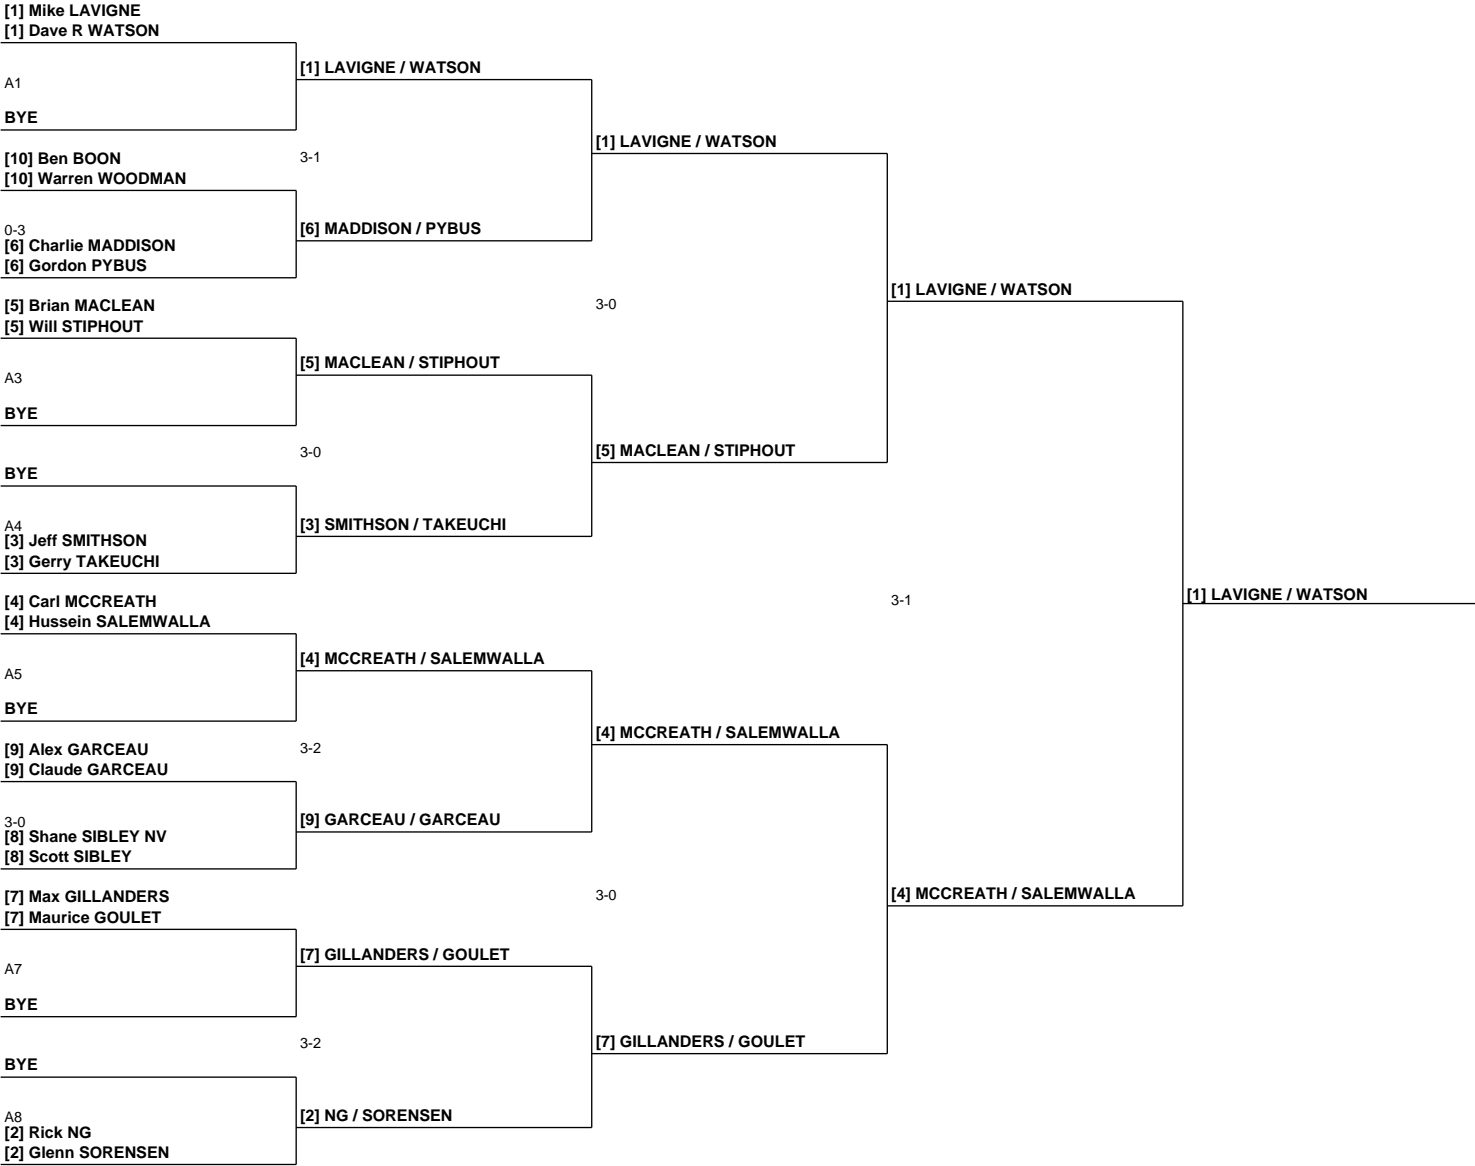 [1] Mike LAVIGNE
[1] Dave R WATSON
[1] LAVIGNE / WATSON
A1
BYE
[1] LAVIGNE / WATSON
[10] Ben BOON
3-1
[10] Warren WOODMAN
0-3
[6] MADDISON / PYBUS
[6] Charlie MADDISON
[6] Gordon PYBUS
[1] LAVIGNE / WATSON
[5] Brian MACLEAN
3-0
[5] Will STIPHOUT
[5] MACLEAN / STIPHOUT
A3
BYE
3-0
[5] MACLEAN / STIPHOUT
BYE
A4
[3] SMITHSON / TAKEUCHI
[3] Jeff SMITHSON
[3] Gerry TAKEUCHI
[4] Carl MCCREATH
3-1
[1] LAVIGNE / WATSON
[4] Hussein SALEMWALLA
[4] MCCREATH / SALEMWALLA
A5
BYE
[4] MCCREATH / SALEMWALLA
[9] Alex GARCEAU
3-2
[9] Claude GARCEAU
3-0
[9] GARCEAU / GARCEAU
[8] Shane SIBLEY NV
[8] Scott SIBLEY
[7] Max GILLANDERS
3-0
[4] MCCREATH / SALEMWALLA
[7] Maurice GOULET
[7] GILLANDERS / GOULET
A7
BYE
3-2
[7] GILLANDERS / GOULET
BYE
A8
[2] NG / SORENSEN
[2] Rick NG
[2] Glenn SORENSEN